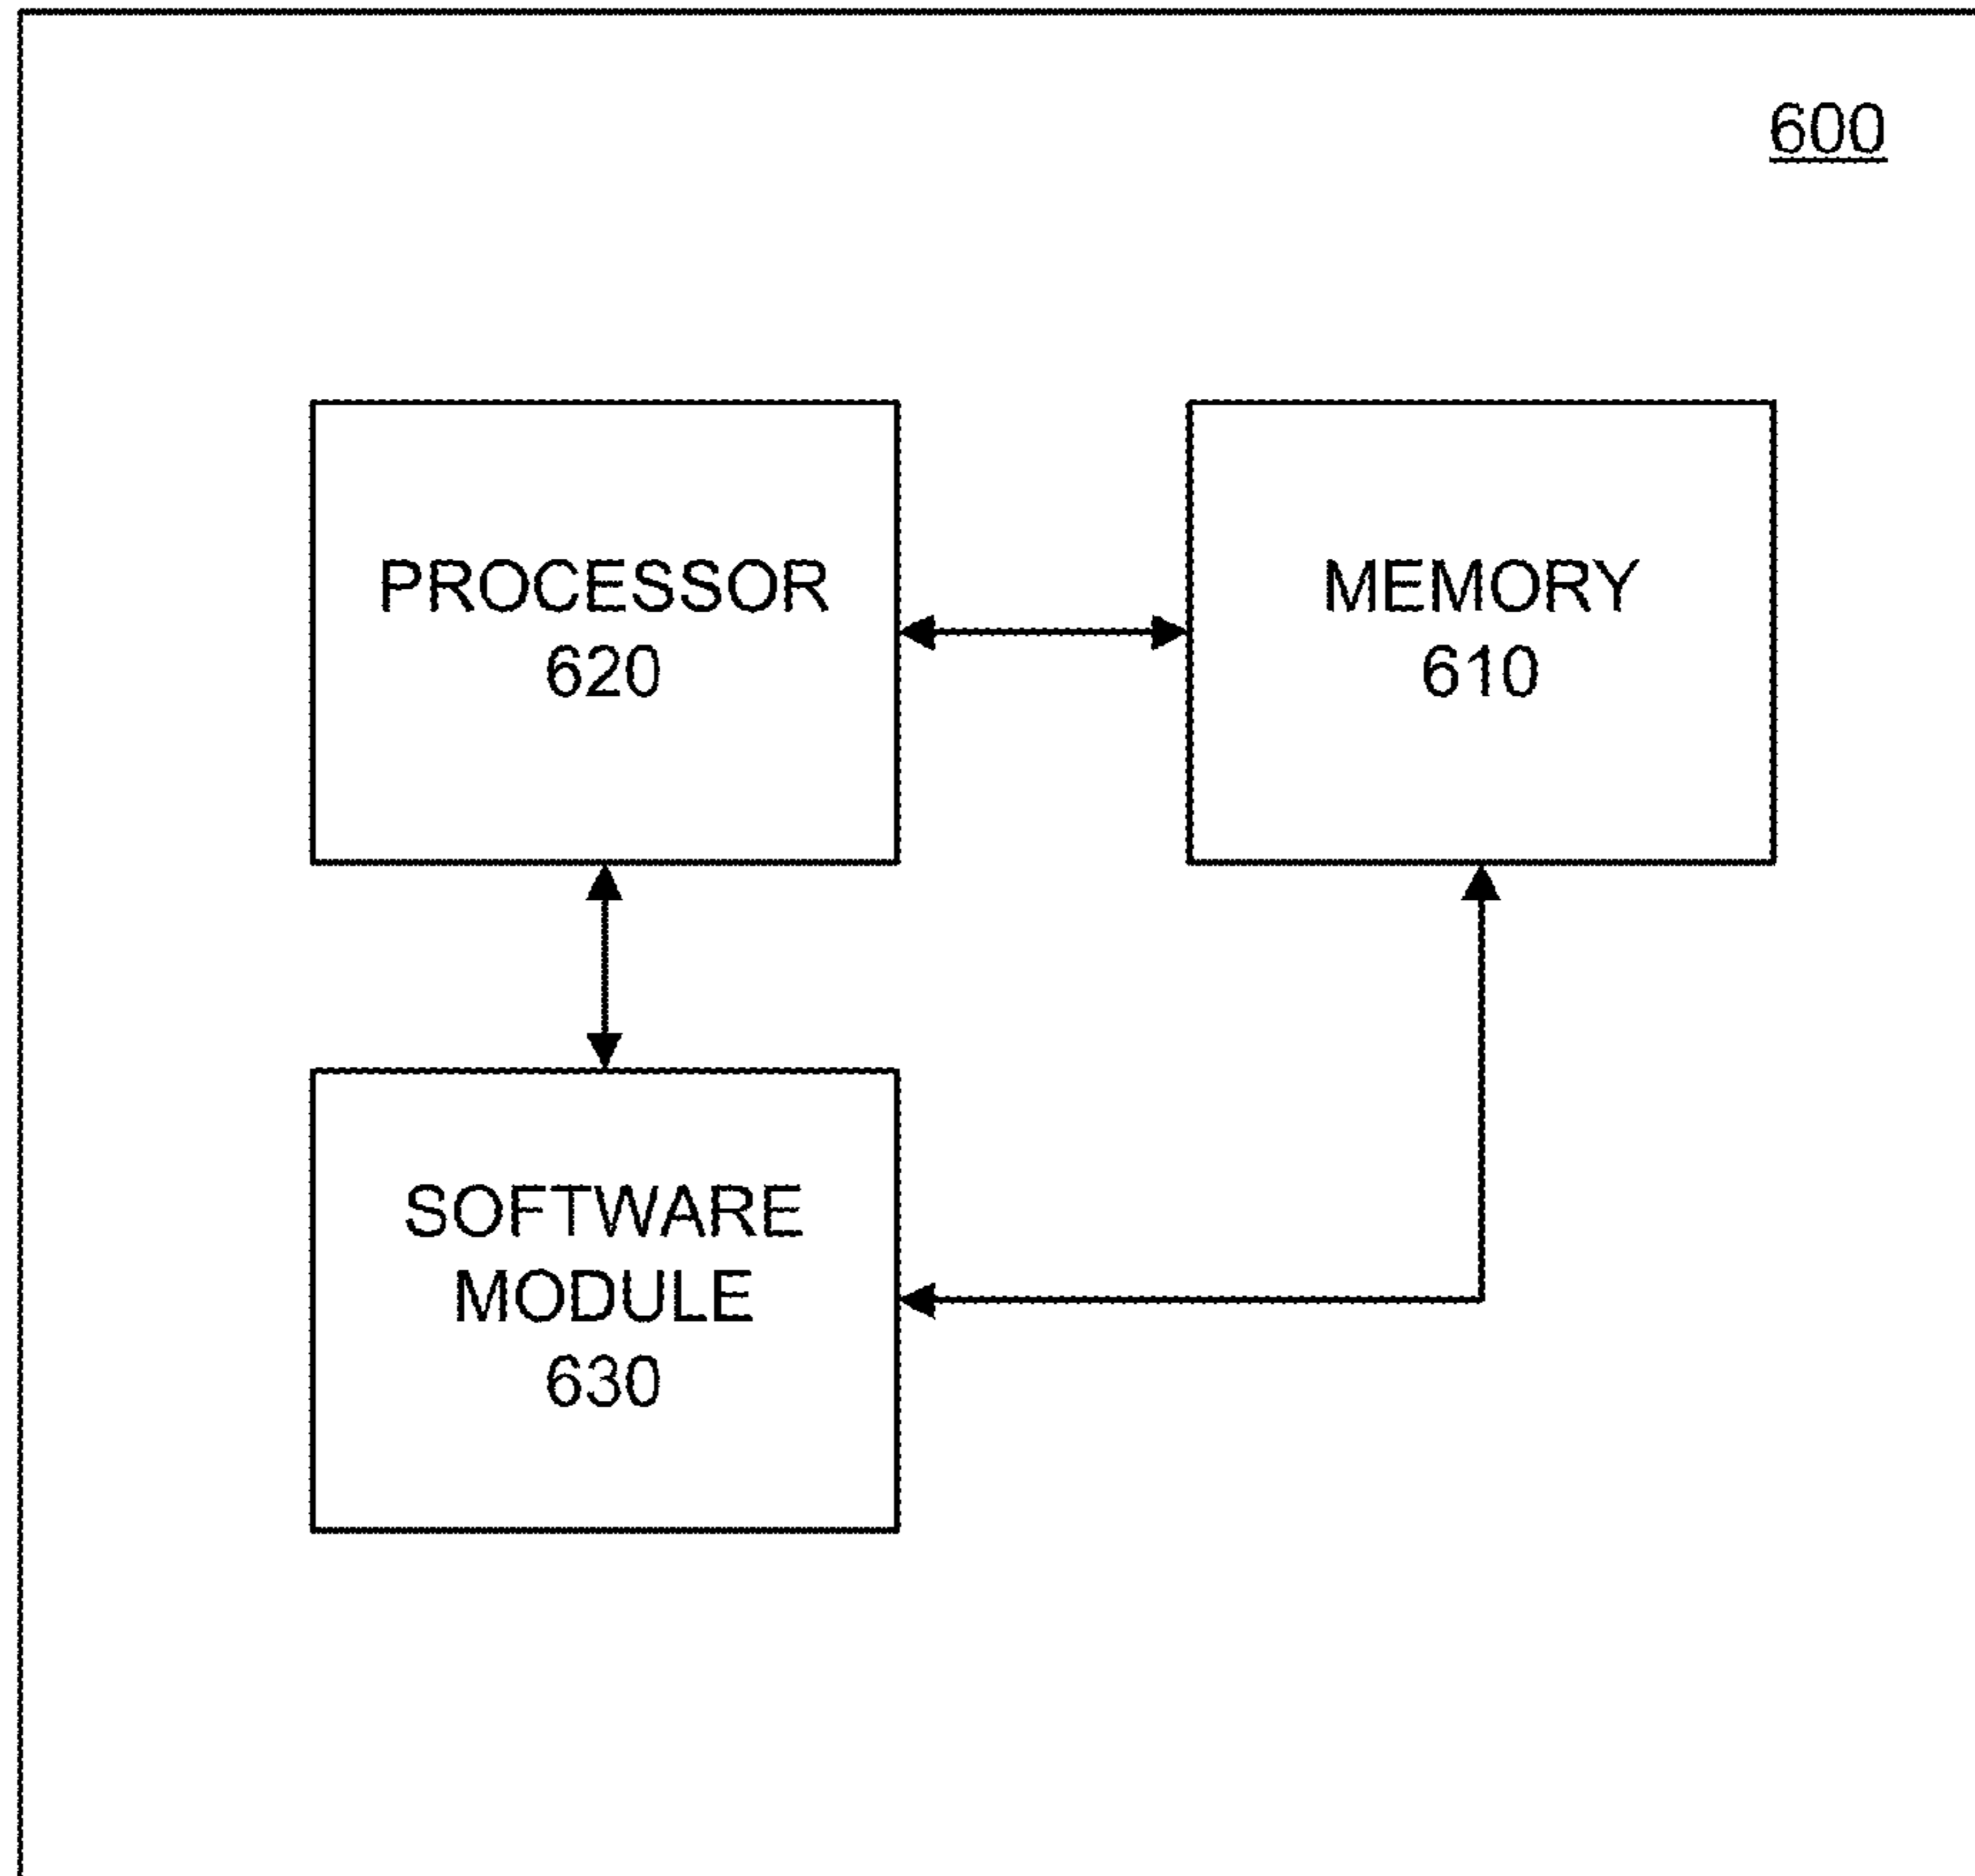 600
PROCESSOR
620
MEMORY
610
SOFTWARE
MODULE
630